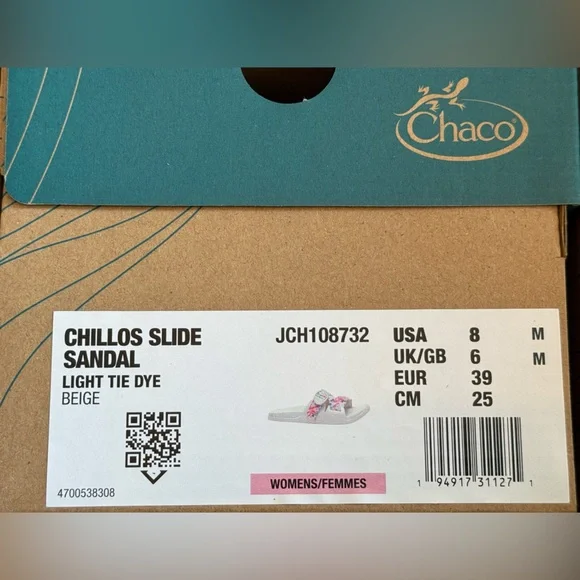 Chaco
CHILLOS SLIDE
SANDAL
LIGHT TIE DYE
BEIGE
4700538308
JCH108732
WOMENS/FEMMES
USA 8 M
UK/GB 6 M
EUR 39
CM 25
1 94917 31127 1